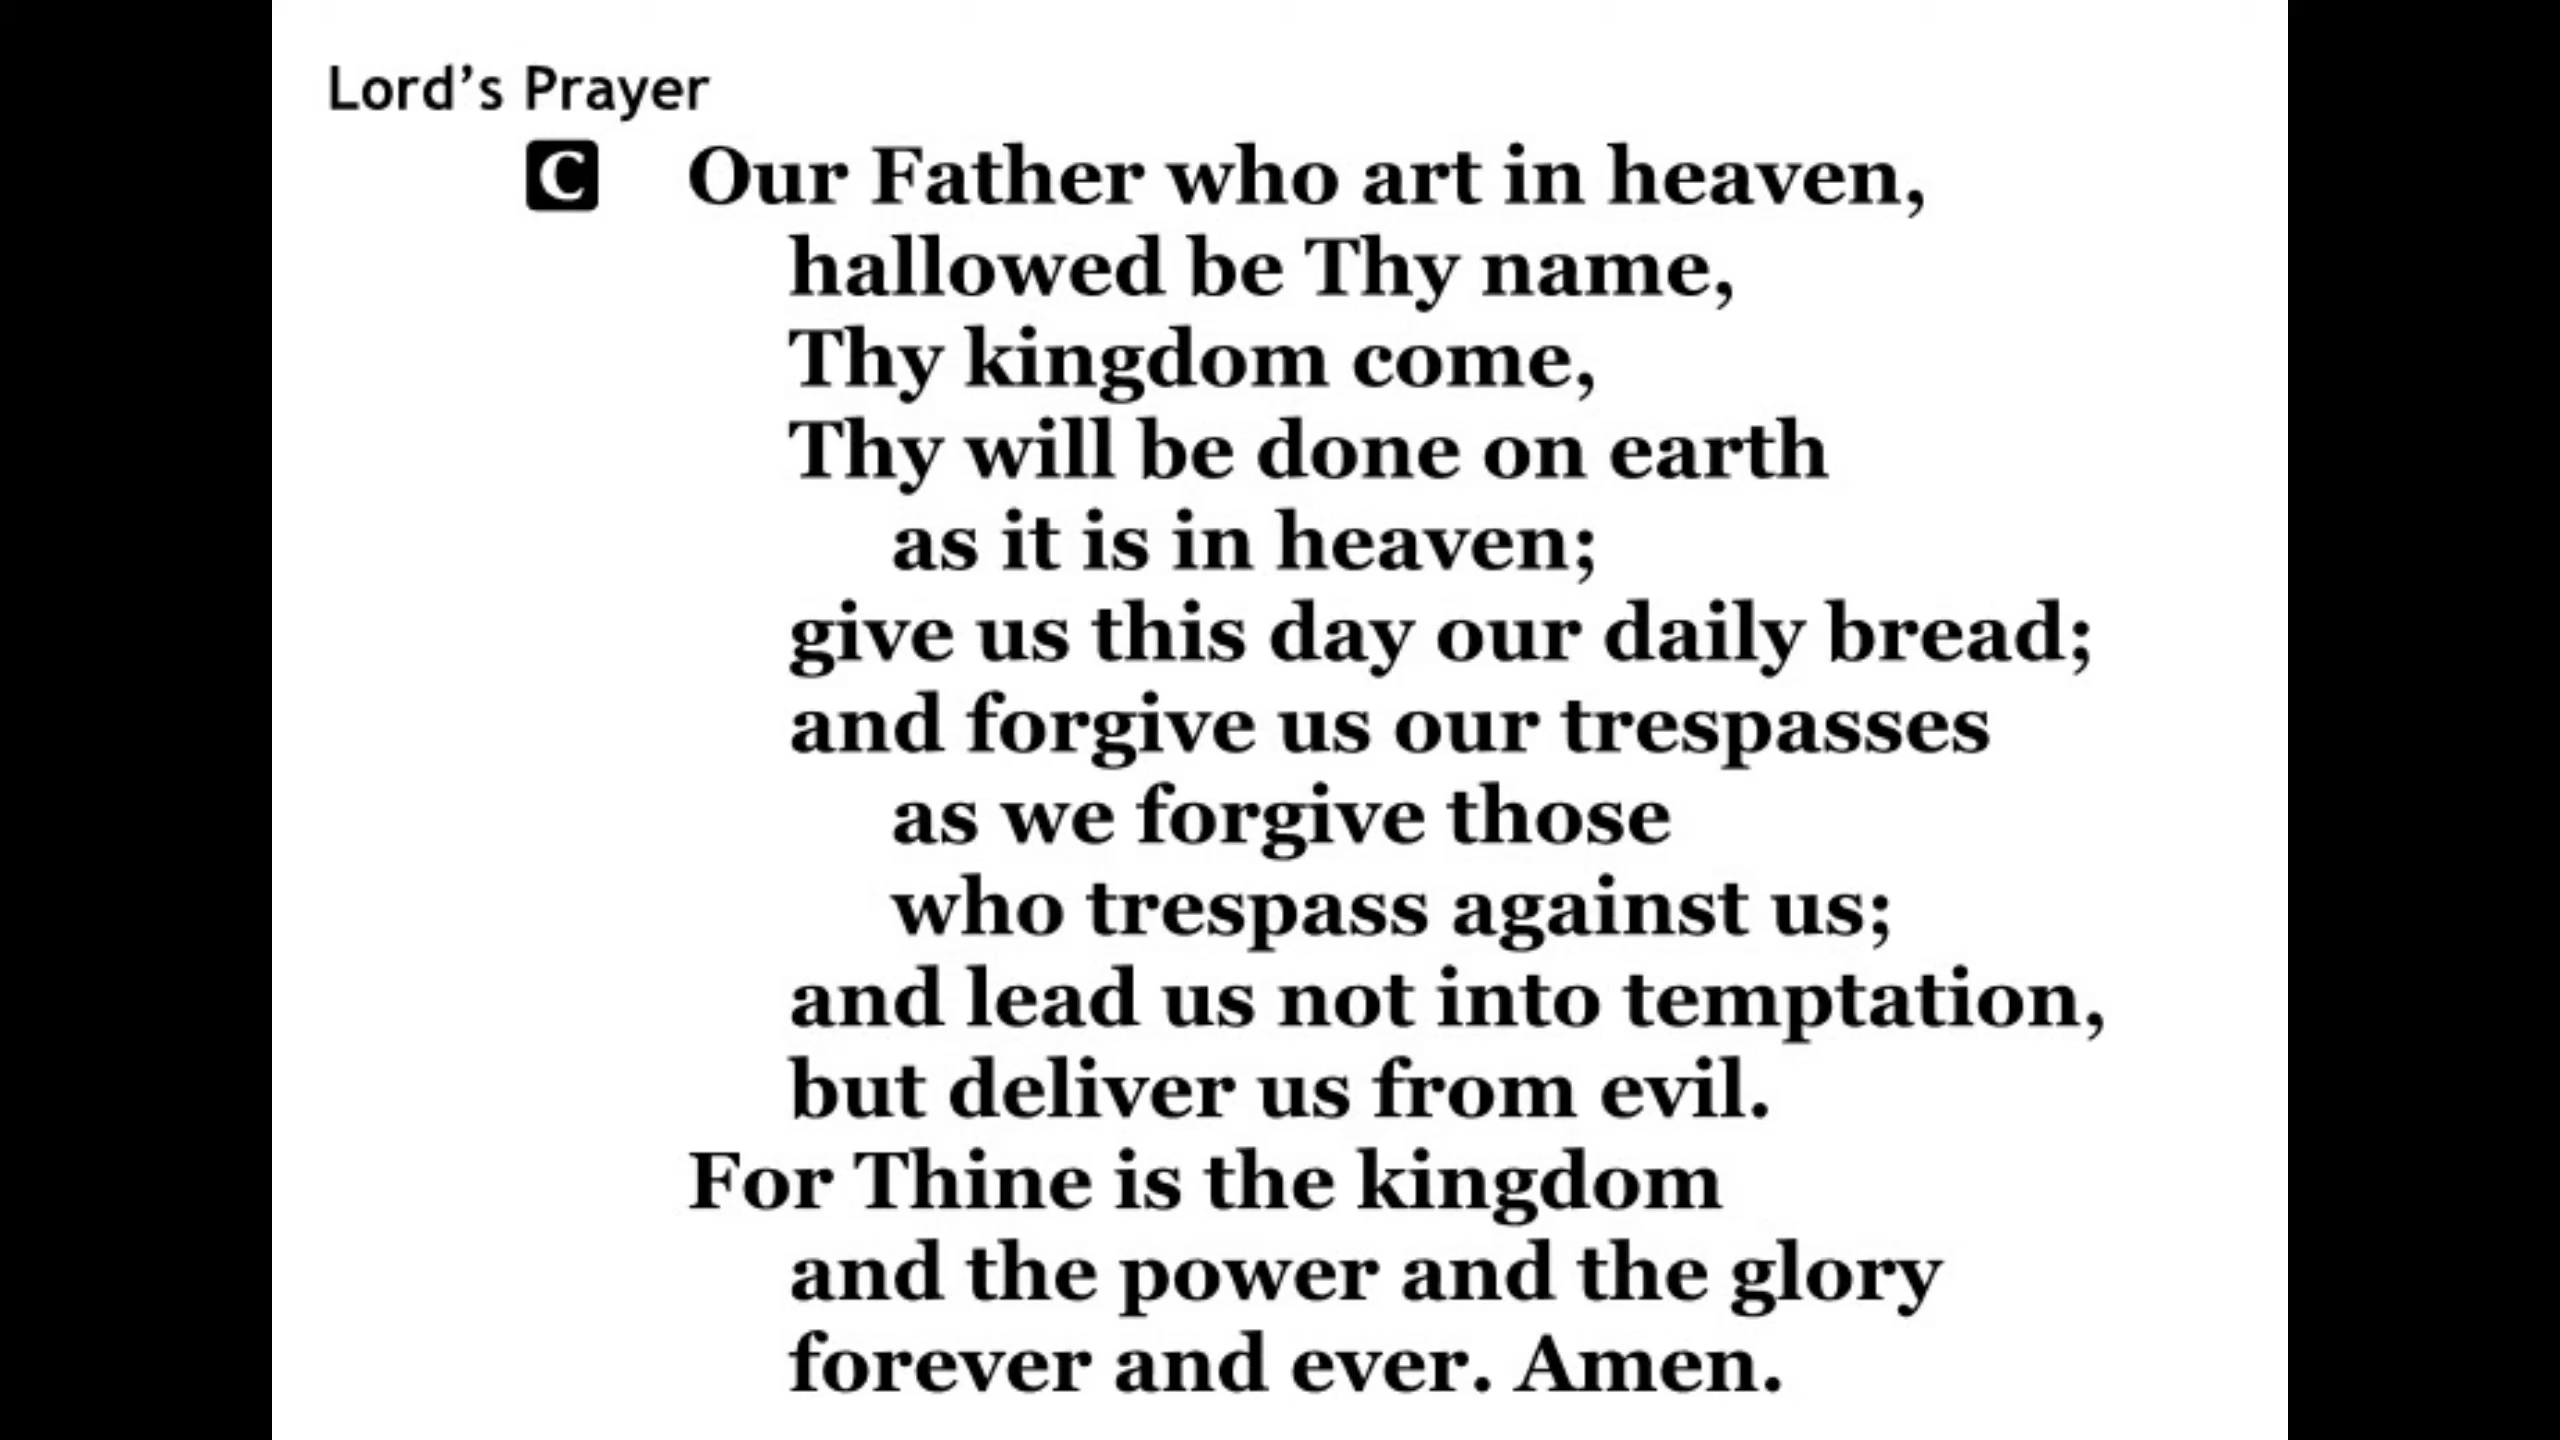 Lord’s Prayer
C Our Father who art in heaven,
hallowed be Thy name,
Thy kingdom come,
Thy will be done on earth
as it is in heaven;
give us this day our daily bread;
and forgive us our trespasses
as we forgive those
who trespass against us;
and lead us not into temptation,
but deliver us from evil.
For Thine is the kingdom
and the power and the glory
forever and ever. Amen.